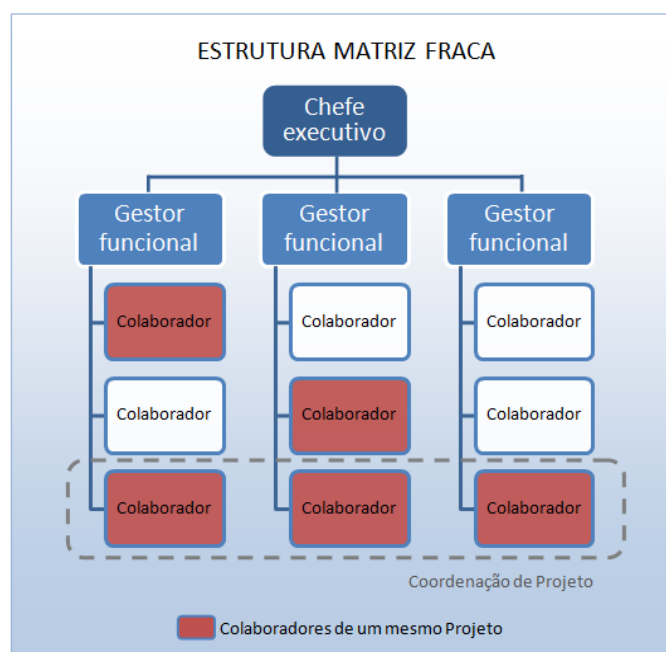 ESTRUTURA MATRIZ FRACA
Chefe
executivo
Gestor
funcional
Gestor
funcional
Gestor
funcional
Colaborador
Colaborador
Colaborador
Colaborador
Colaborador
Colaborador
Colaborador
Colaborador
Colaborador
Coordenação de Projeto
Colaboradores de um mesmo Projeto